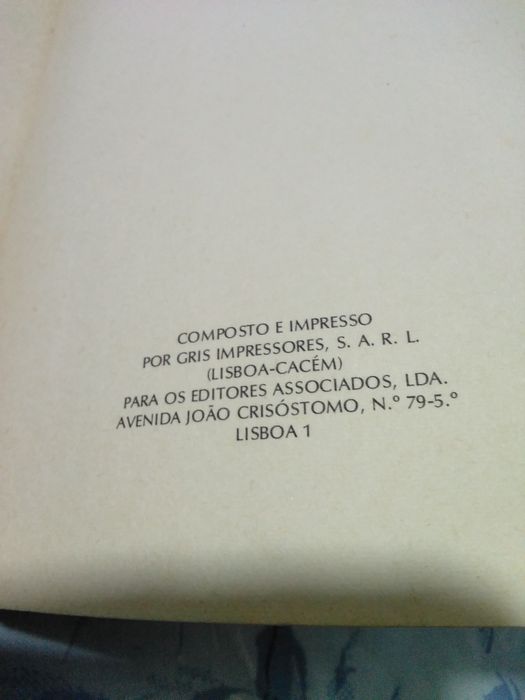 COMPOSTO E IMPRESSO
POR GRIS IMPRESSORES, S. A. R. L.
(LISBOA-CACÉM)
PARA OS EDITORES ASSOCIADOS, LDA.
AVENIDA JOÃO CRISÓSTOMO, N.º 79-5.º
LISBOA 1